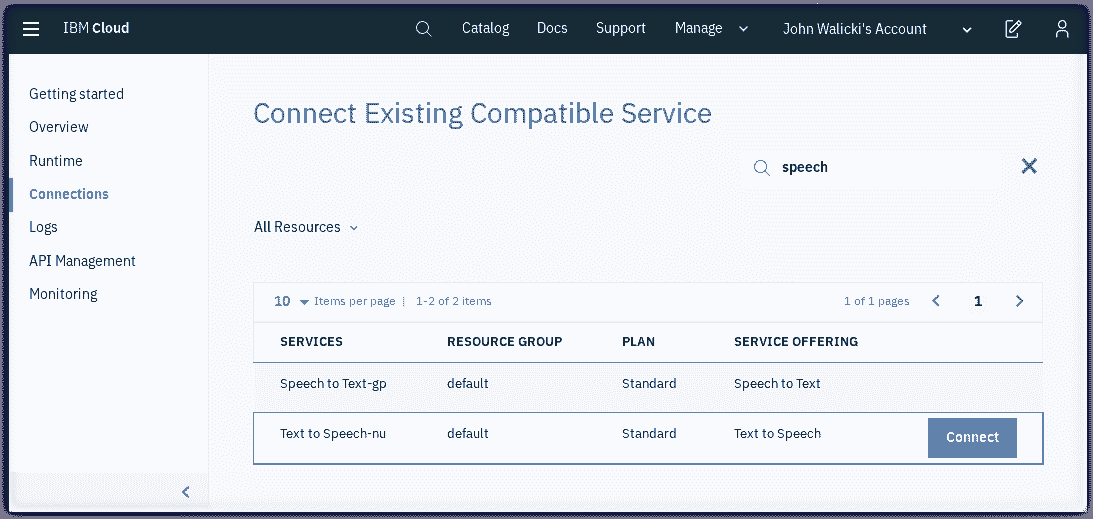 IBM Cloud Catalog Docs Support Manage John Walicki's Account
Getting started
Overview
Runtime
Connections
Logs
API Management
Monitoring
Connect Existing Compatible Service
speech
All Resources
10 Items per page | 1-2 of 2 items 1 of 1 pages 1
SERVICES RESOURCE GROUP PLAN SERVICE OFFERING
Speech to Text-gp default Standard Speech to Text
Text to Speech-nu default Standard Text to Speech Connect